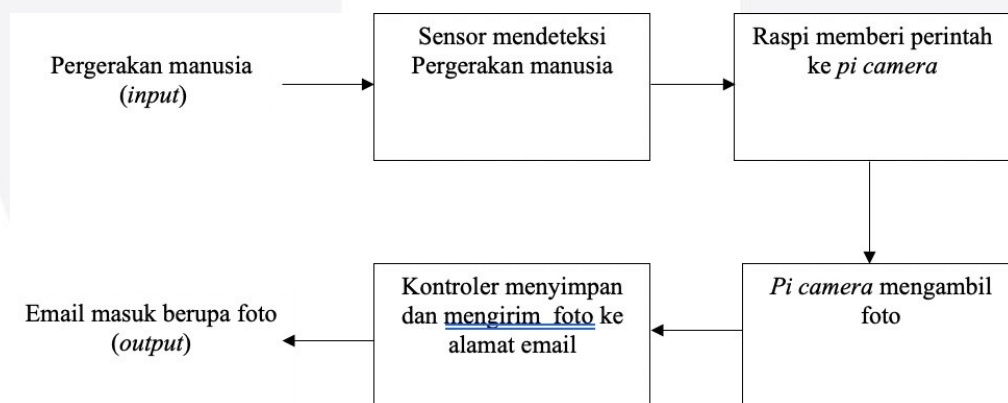 Pergerakan manusia
(input)
Sensor mendeteksi
Pergerakan manusia
Raspi memberi perintah
ke pi camera
Pi camera mengambil
foto
Kontroler menyimpan
dan mengirim  foto ke
alamat email
Email masuk berupa foto
(output)